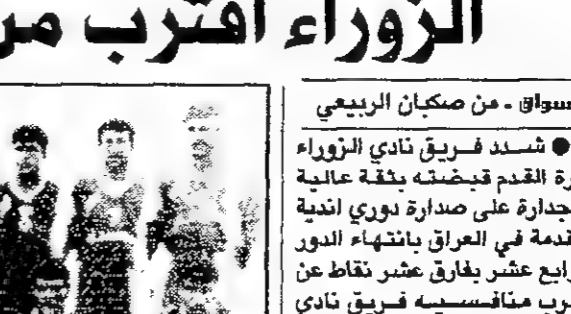 الزوراء اقترب من
سواق - من صكبان الربيعي
● شدد فريق نادي الزوراء
رة القدم قبضته بثقة عالية
جدارة على صدارة دوري اندية
قدمة في العراق بانتهاء الدور
رابع عشر بفارق عشر نقاط عن
رب منافسيه فريق نادي